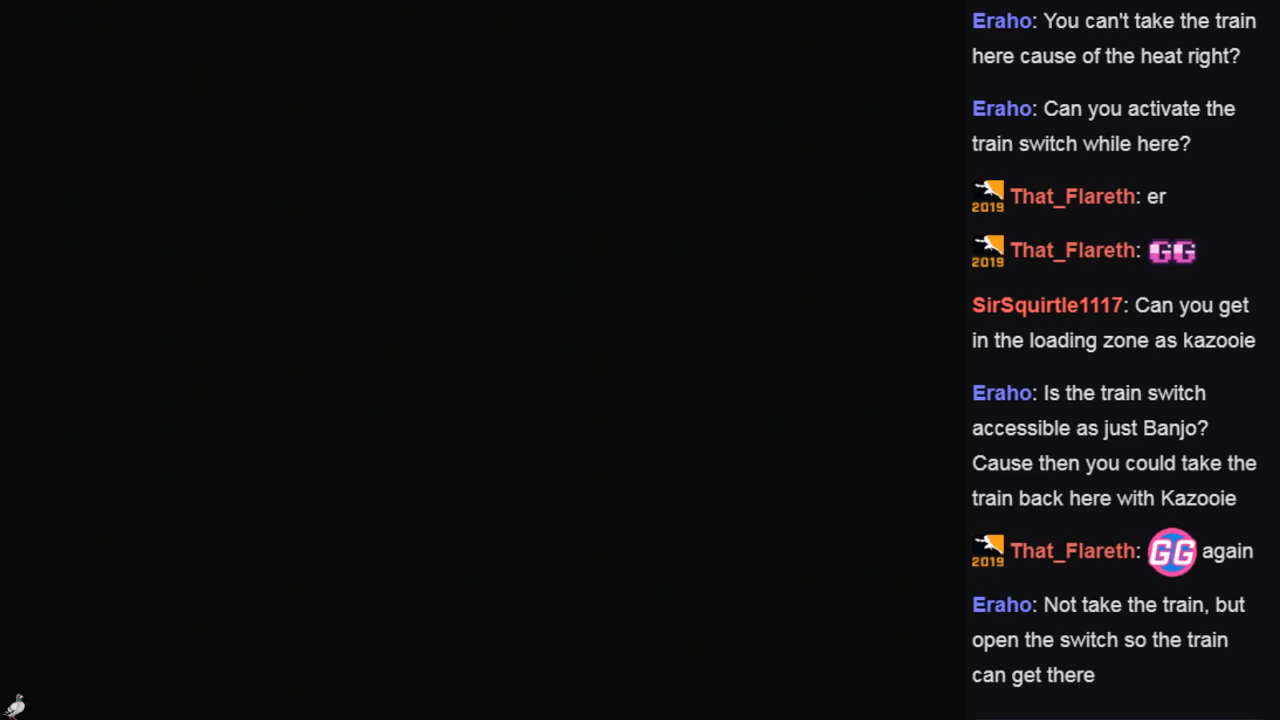 Eraho: You can't take the train
here cause of the heat right?
Eraho: Can you activate the
train switch while here?
2019 That_Flareth: er
2019 That_Flareth: GG
SirSquirtle1117: Can you get
in the loading zone as kazooie
Eraho: Is the train switch
accessible as just Banjo?
Cause then you could take the
train back here with Kazooie
2019 That_Flareth: GG again
Eraho: Not take the train, but
open the switch so the train
can get there